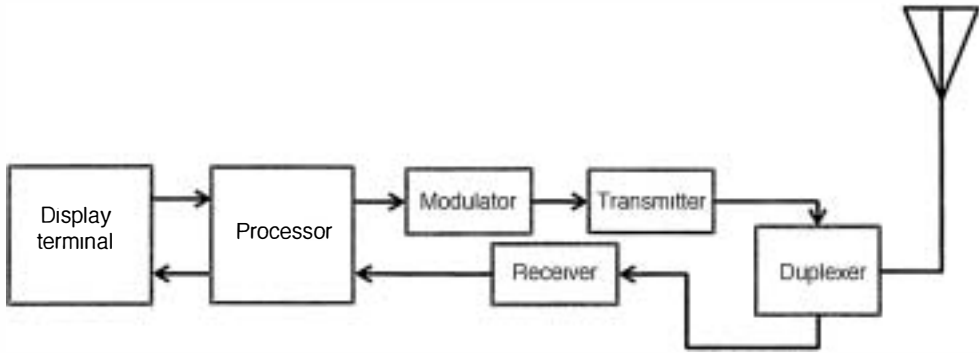 Display
terminal
Processor
Modulator
Transmitter
Receiver
Duplexer